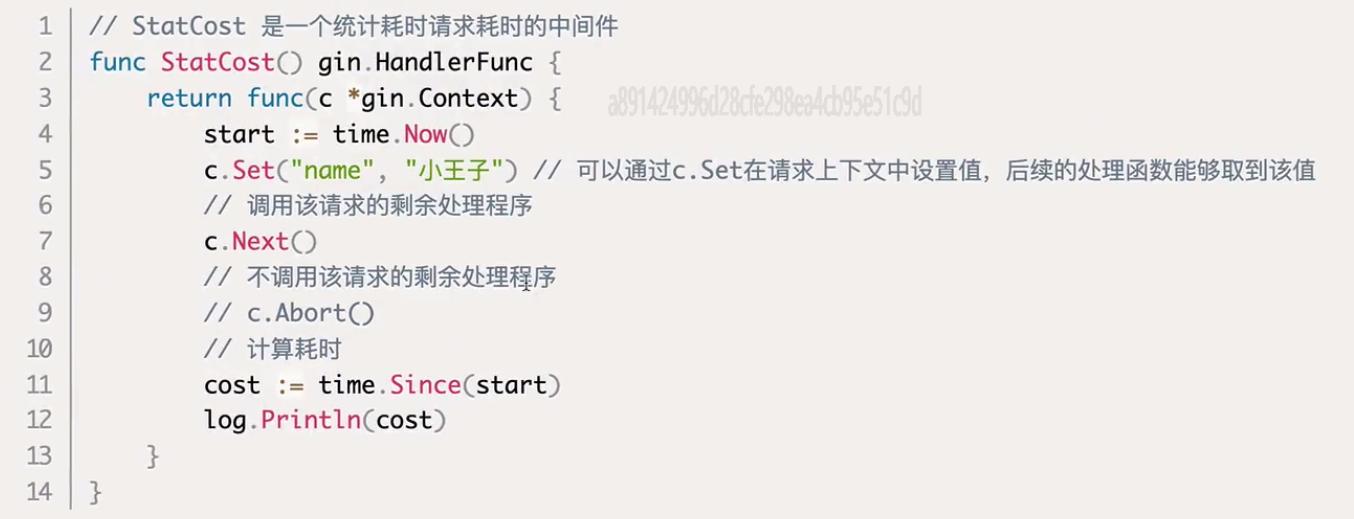 1 // StatCost 是一个统计耗时请求耗时的中间件
2 func StatCost() gin.HandlerFunc {
3     return func(c *gin.Context) { a891424996d28cfe298ea4cb95e51c9d
4         start := time.Now()
5         c.Set("name", "小王子") // 可以通过c.Set在请求上下文中设置值，后续的处理函数能够取到该值
6         // 调用该请求的剩余处理程序
7         c.Next()
8         // 不调用该请求的剩余处理程序
9         // c.Abort()
10         // 计算耗时
11         cost := time.Since(start)
12         log.Println(cost)
13     }
14 }